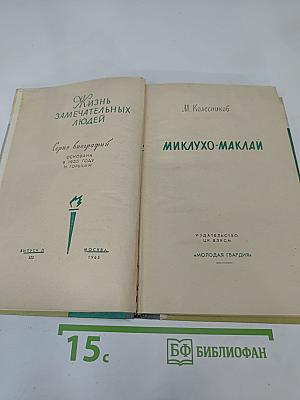 Жизнь
ЗАМЕЧАТЕЛЬНЫХ
ЛЮДЕЙ
Серия биографий
ОСНОВАНА
В 1933 ГОДУ
М. ГОРЬКИМ
ВЫПУСК
МОСКВА
М. Колесников
МИКЛУХО-МАКЛАЙ
ИЗДАТЕЛЬСТВО
ЦК ВЛКСМ
«МОЛОДАЯ ГВАРДИЯ»
15с
БФ БИБЛИОФАН